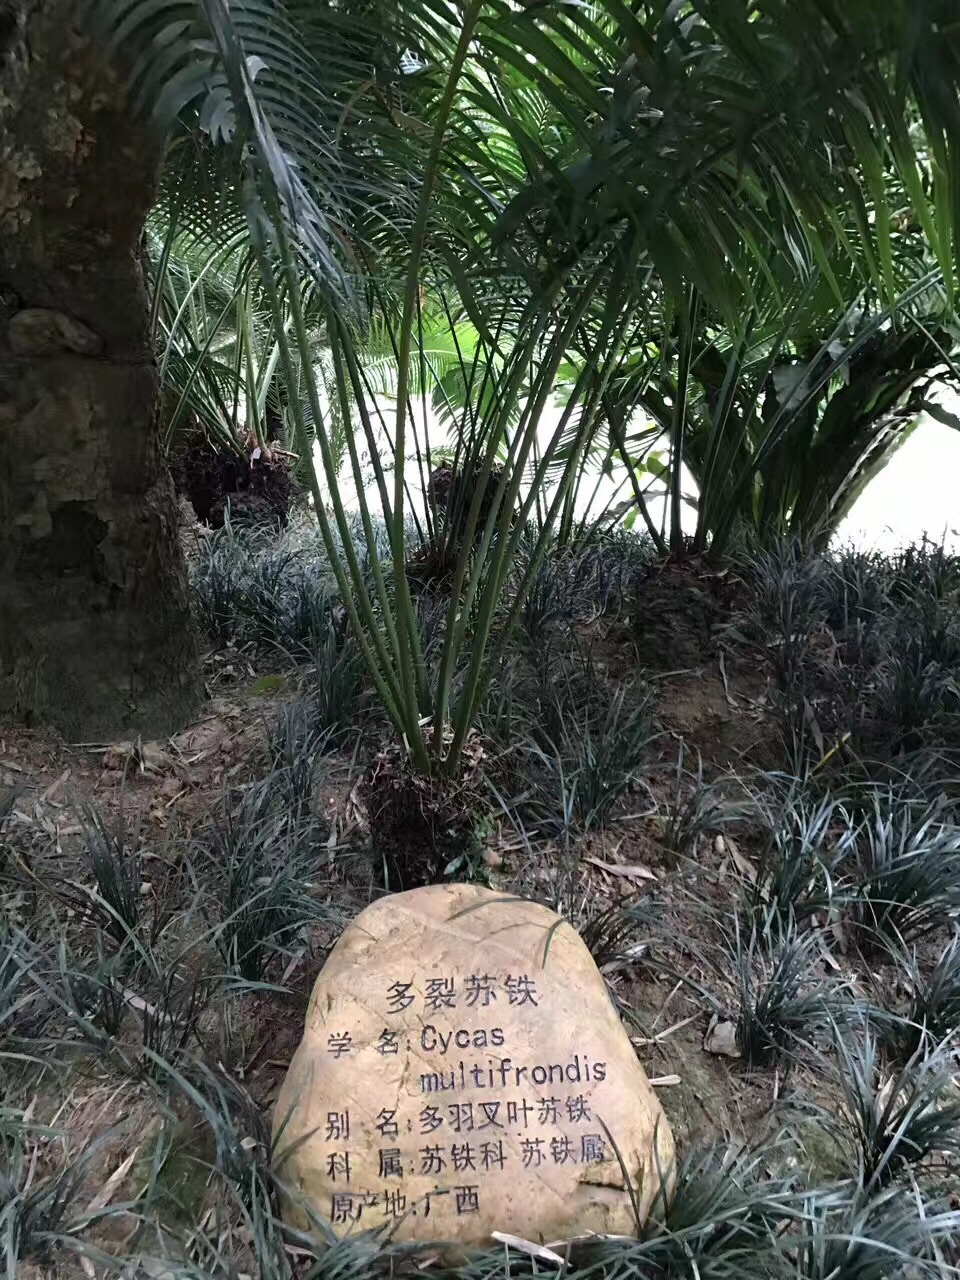 多裂苏铁
学 名:Cycas
multifrondis
别 名:多羽叉叶苏铁
科 属:苏铁科 苏铁属
原产地:广西